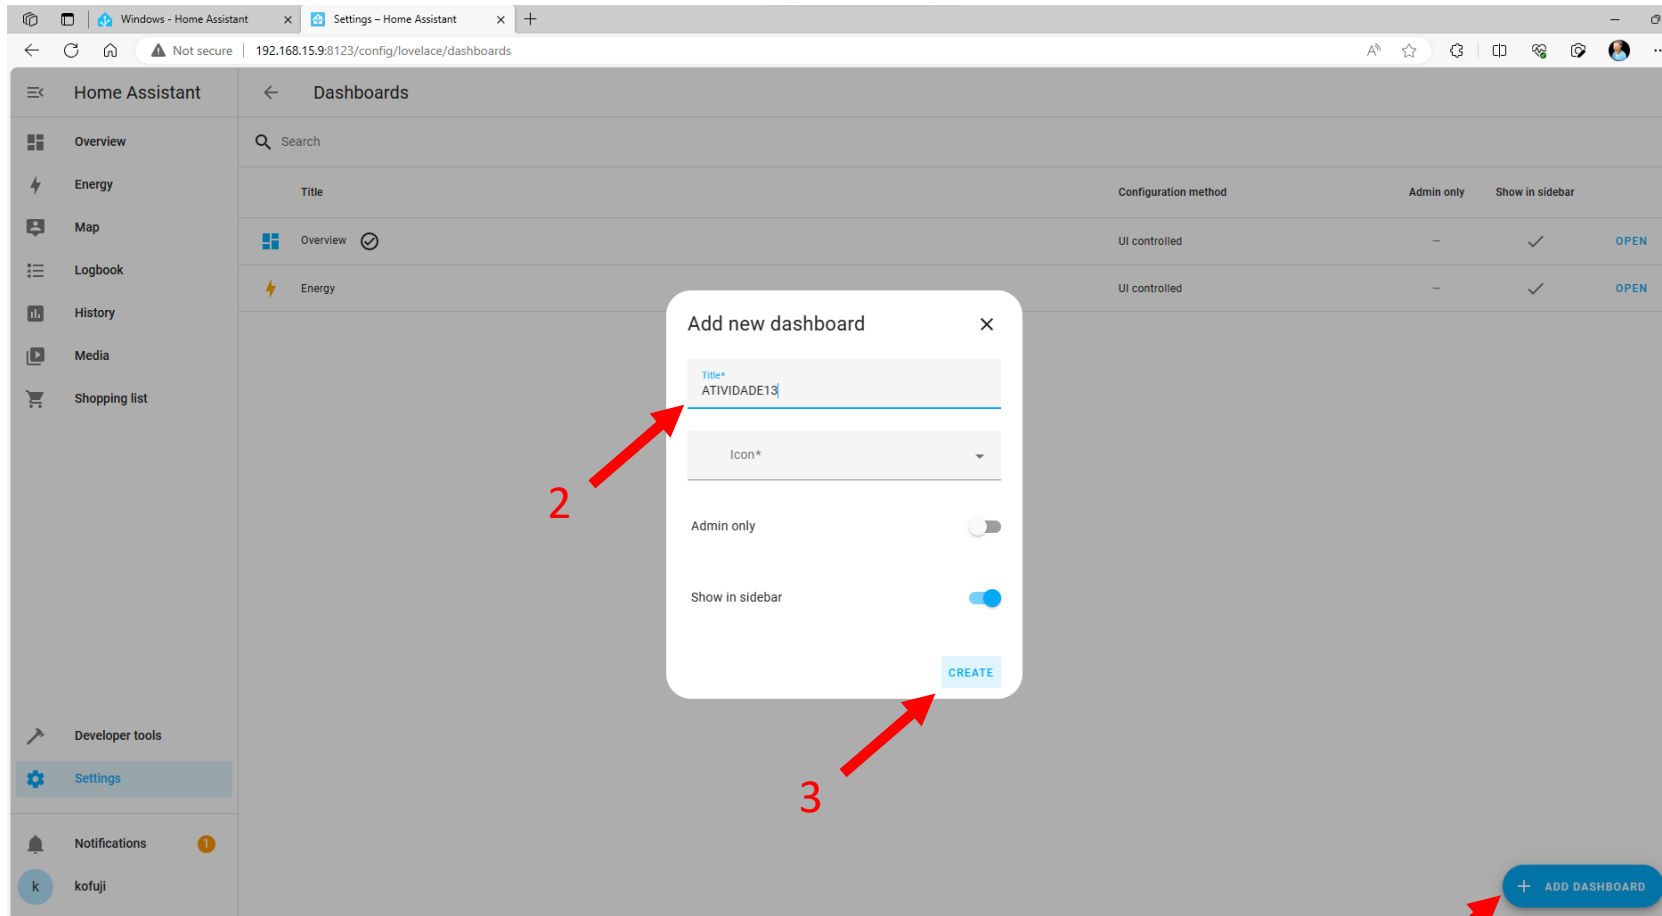 Windows - Home Assistant
Settings – Home Assistant
Not secure
192.168.15.9:8123/config/lovelace/dashboards
Home Assistant
Dashboards
Overview
Search
Energy
Title
Configuration method
Admin only
Show in sidebar
Map
Overview
UI controlled
–
OPEN
Logbook
Energy
UI controlled
–
OPEN
History
Media
Shopping list
Add new dashboard
Title*
ATIVIDADE13
Icon*
2
Admin only
Show in sidebar
CREATE
3
Developer tools
Settings
Notifications
1
k
kofuji
ADD DASHBOARD